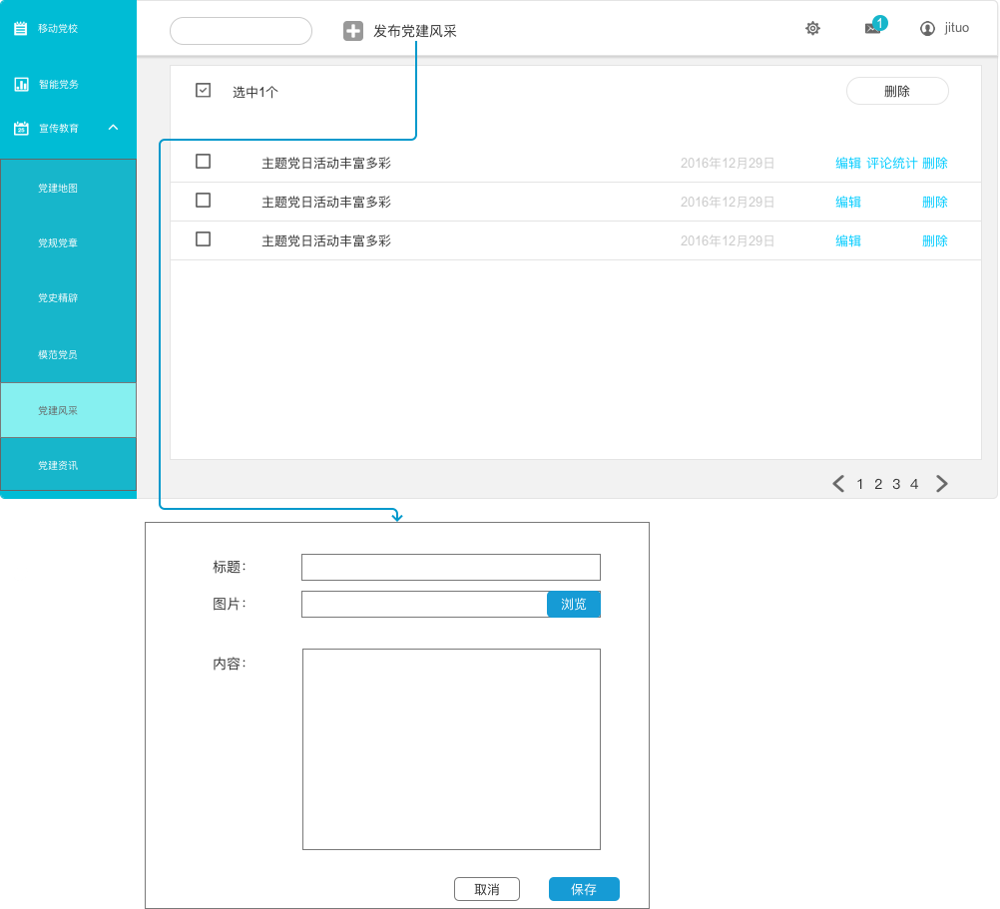 移动党校
智能党务
宣传教育
党建地图
党规党章
党史精辟
模范党员
党建风采
党建资讯
发布党建风采
1
jituo
选中1个
删除
主题党日活动丰富多彩 2016年12月29日 编辑 评论统计 删除
主题党日活动丰富多彩 2016年12月29日 编辑 删除
主题党日活动丰富多彩 2016年12月29日 编辑 删除
1 2 3 4
标题：
图片：
浏览
内容：
取消
保存